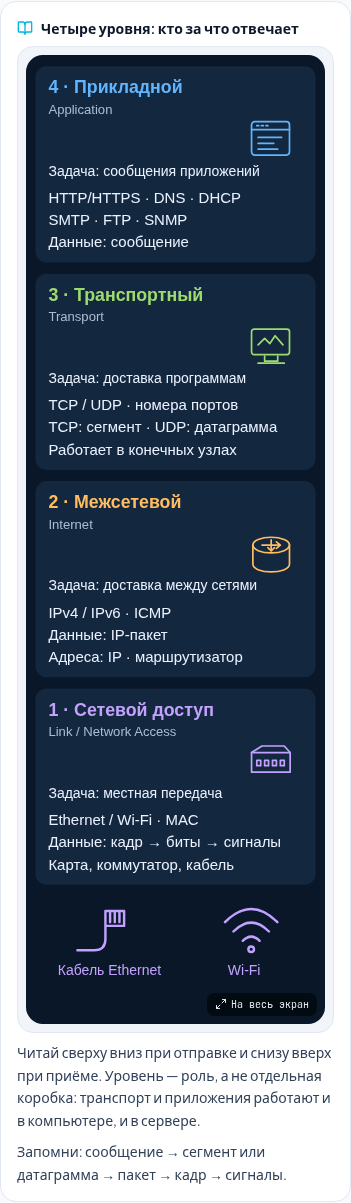 Четыре уровня: кто за что отвечает
4 · Прикладной
Application
Задача: сообщения приложений
HTTP/HTTPS · DNS · DHCP
SMTP · FTP · SNMP
Данные: сообщение
3 · Транспортный
Transport
Задача: доставка программам
TCP / UDP · номера портов
TCP: сегмент · UDP: датаграмма
Работает в конечных узлах
2 · Межсетевой
Internet
Задача: доставка между сетями
IPv4 / IPv6 · ICMP
Данные: IP-пакет
Адреса: IP · маршрутизатор
1 · Сетевой доступ
Link / Network Access
Задача: местная передача
Ethernet / Wi-Fi · MAC
Данные: кадр → биты → сигналы
Карта, коммутатор, кабель
Кабель Ethernet
Wi-Fi
На весь экран
Читай сверху вниз при отправке и снизу вверх
при приёме. Уровень — роль, а не отдельная
коробка: транспорт и приложения работают и
в компьютере, и в сервере.
Запомни: сообщение → сегмент или
датаграмма → пакет → кадр → сигналы.